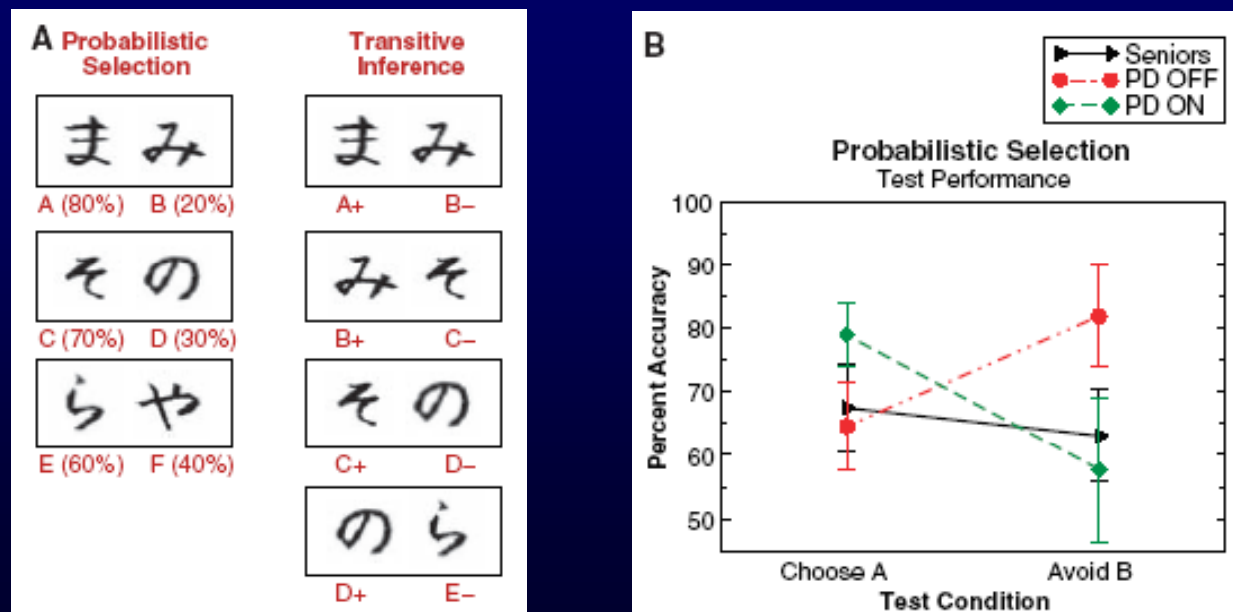 A Probabilistic Selection
まみ
A (80%) B (20%)
その
C (70%) D (30%)
らや
E (60%) F (40%)
Transitive Inference
まみ
A+ B−
みそ
B+ C−
その
C+ D−
のら
D+ E−
B
Seniors
PD OFF
PD ON
Probabilistic Selection
Test Performance
Percent Accuracy
100
90
80
70
60
50
Choose A Avoid B
Test Condition